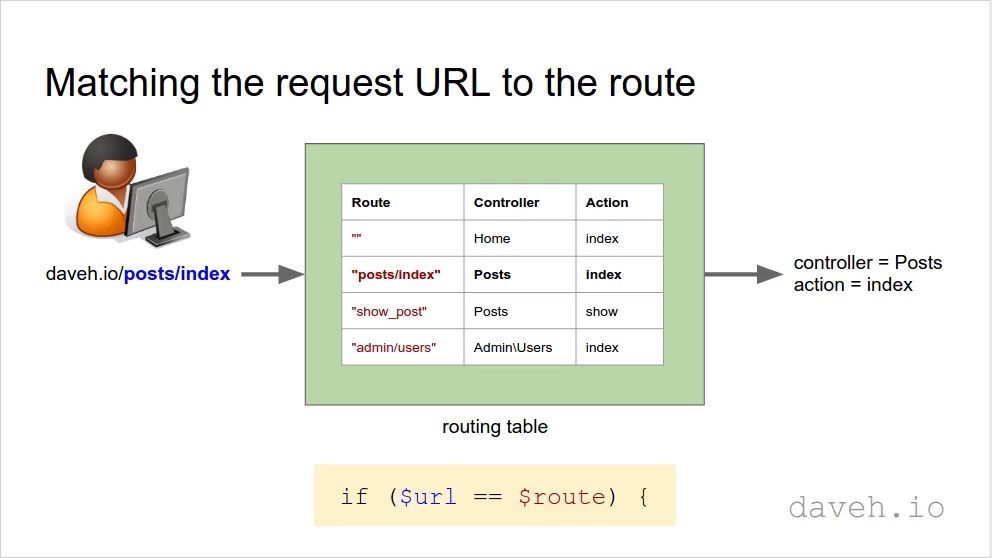 Matching the request URL to the route
daveh.io/posts/index
Route Controller Action
"" Home index
"posts/index" Posts index
"show_post" Posts show
"admin/users" Admin\Users index
routing table
controller = Posts
action = index
if ($url == $route) {
daveh.io